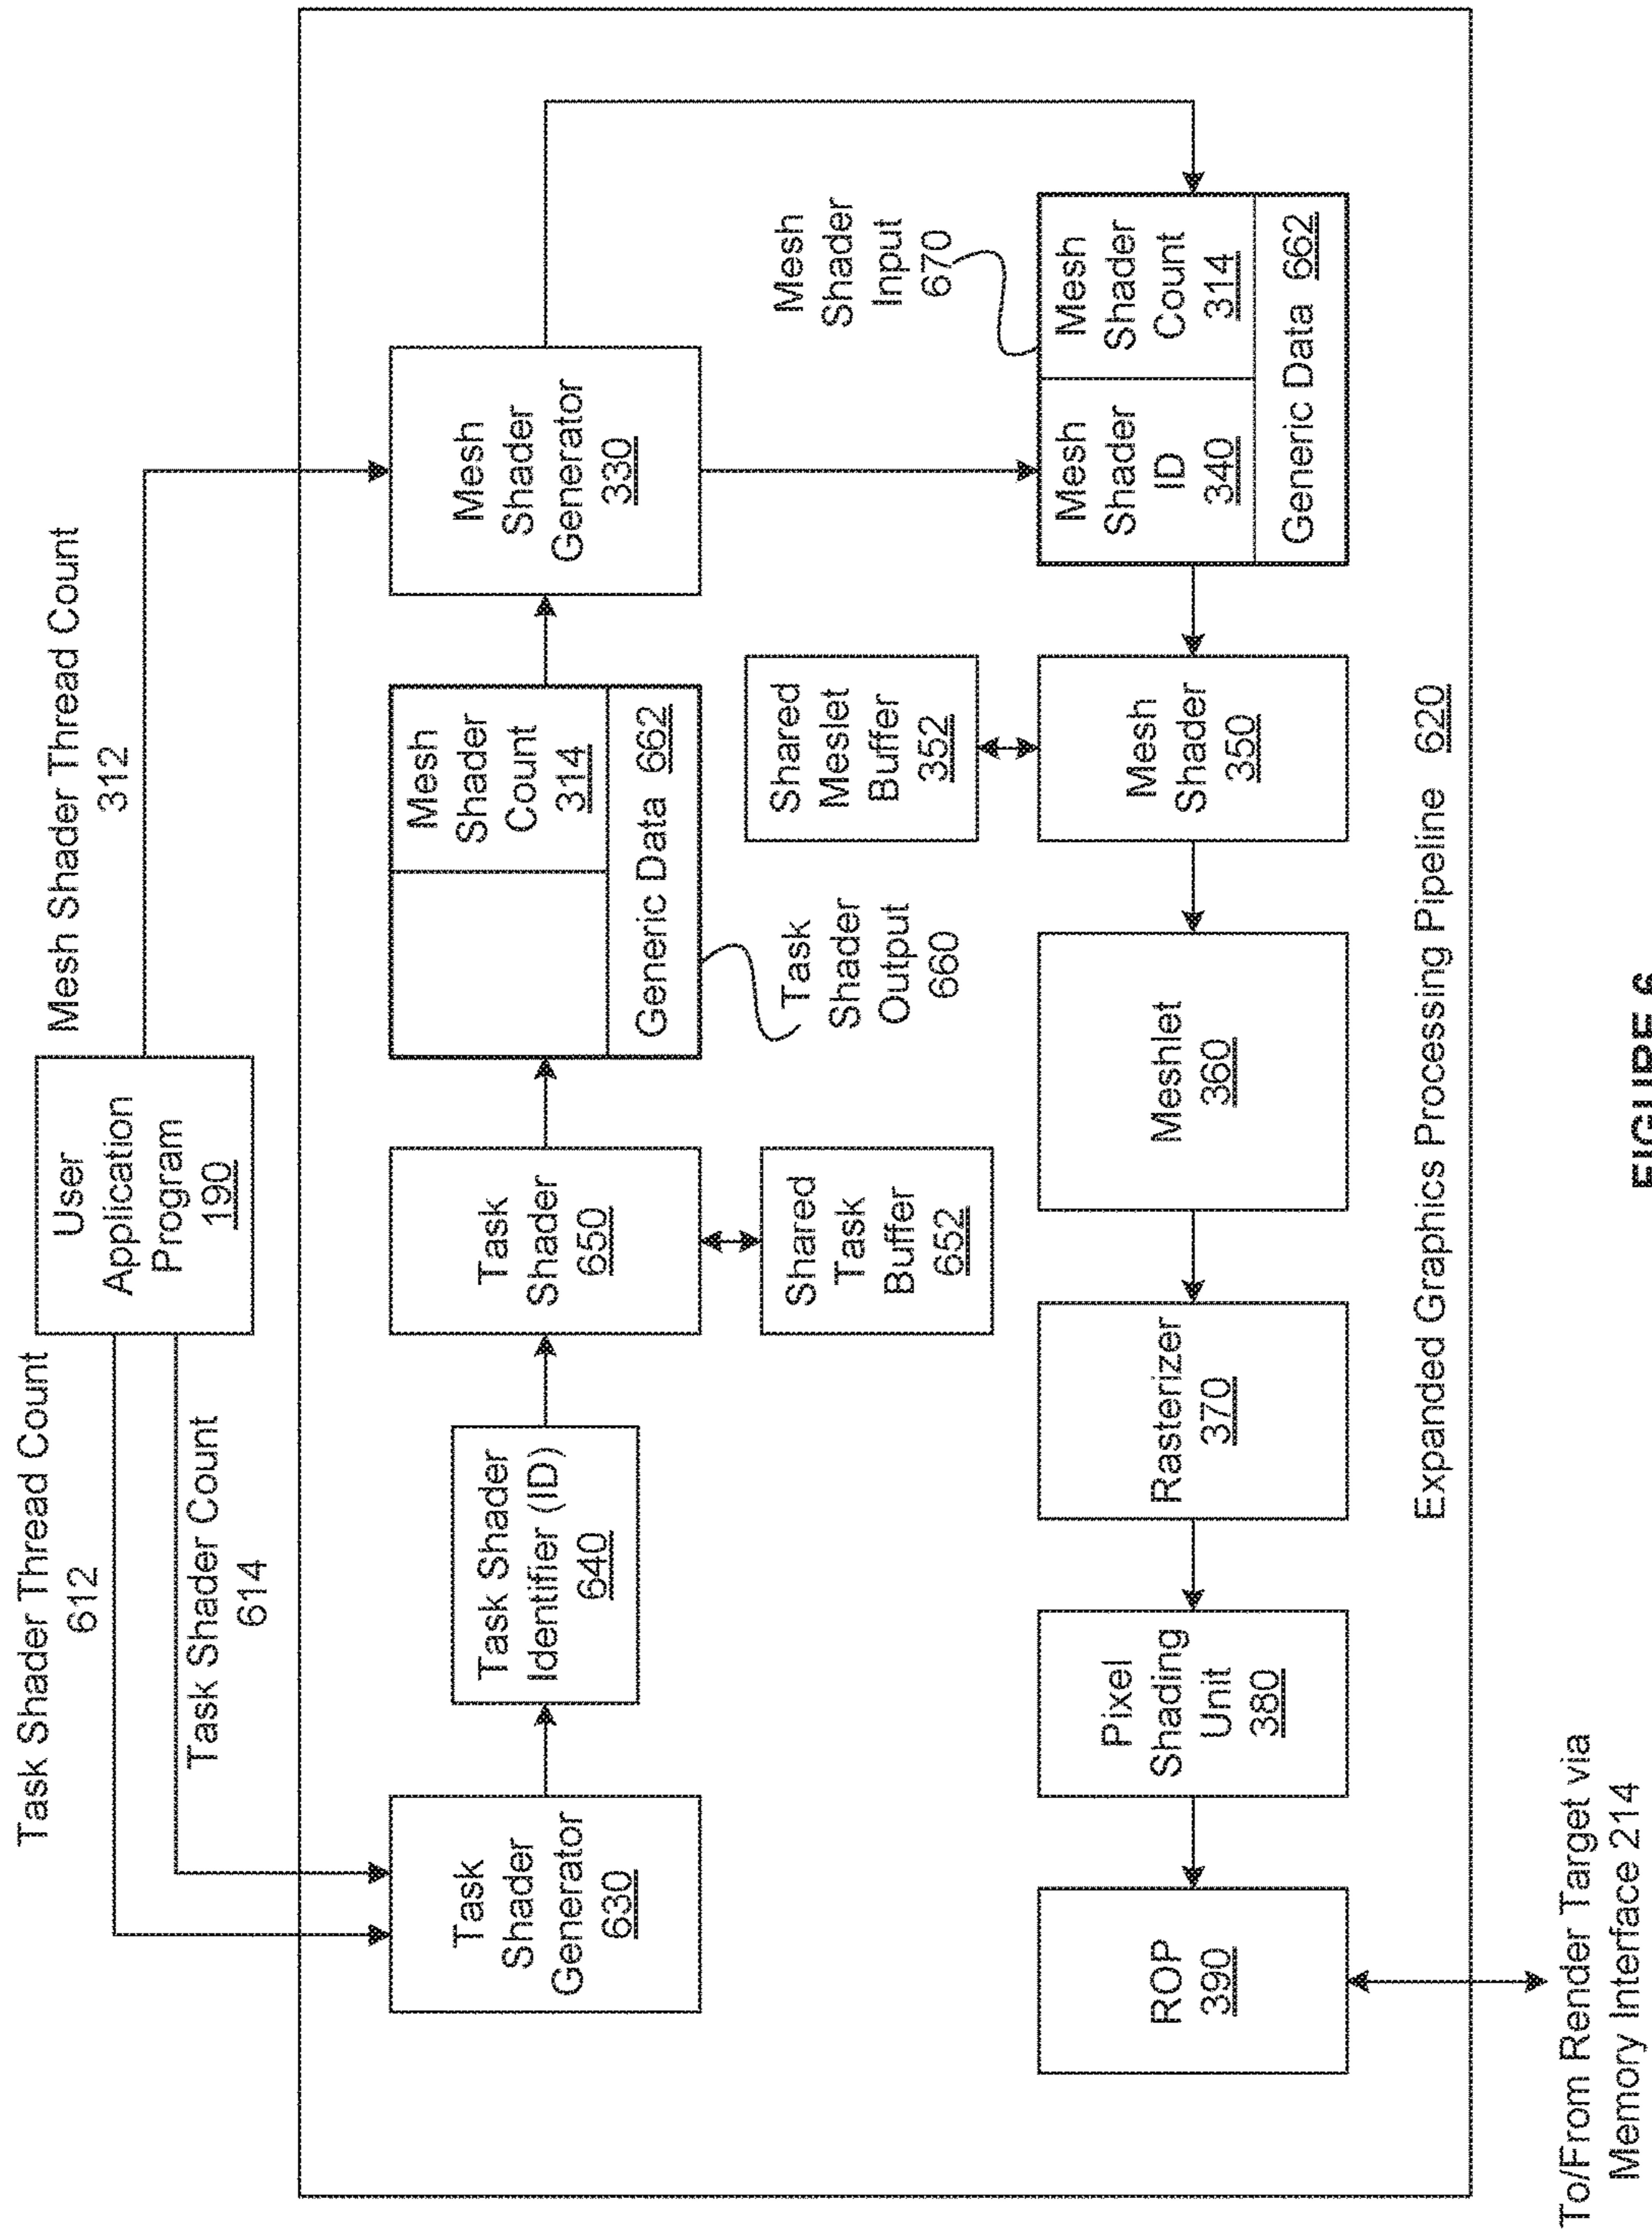 Task Shader Thread Count
612
Task Shader Count
614
User
Application
Program
190
Mesh Shader Thread Count
312
Task
Shader
Generator
630
Task Shader
Identifier (ID)
640
Task
Shader
650
Shared
Task
Buffer
652
Mesh
Shader
Count
314
Generic Data 662
Task
Shader
Output
660
Mesh
Shader
Generator
330
Mesh
Shader
Input
670
Mesh
Shader
ID
340
Mesh
Shader
Count
314
Generic Data 662
Shared
Meslet
Buffer
352
Mesh
Shader
350
Meshlet
360
Rasterizer
370
Pixel
Shading
Unit
380
ROP
390
Expanded Graphics Processing Pipeline 620
To/From Render Target via
Memory Interface 214
FIGURE 6